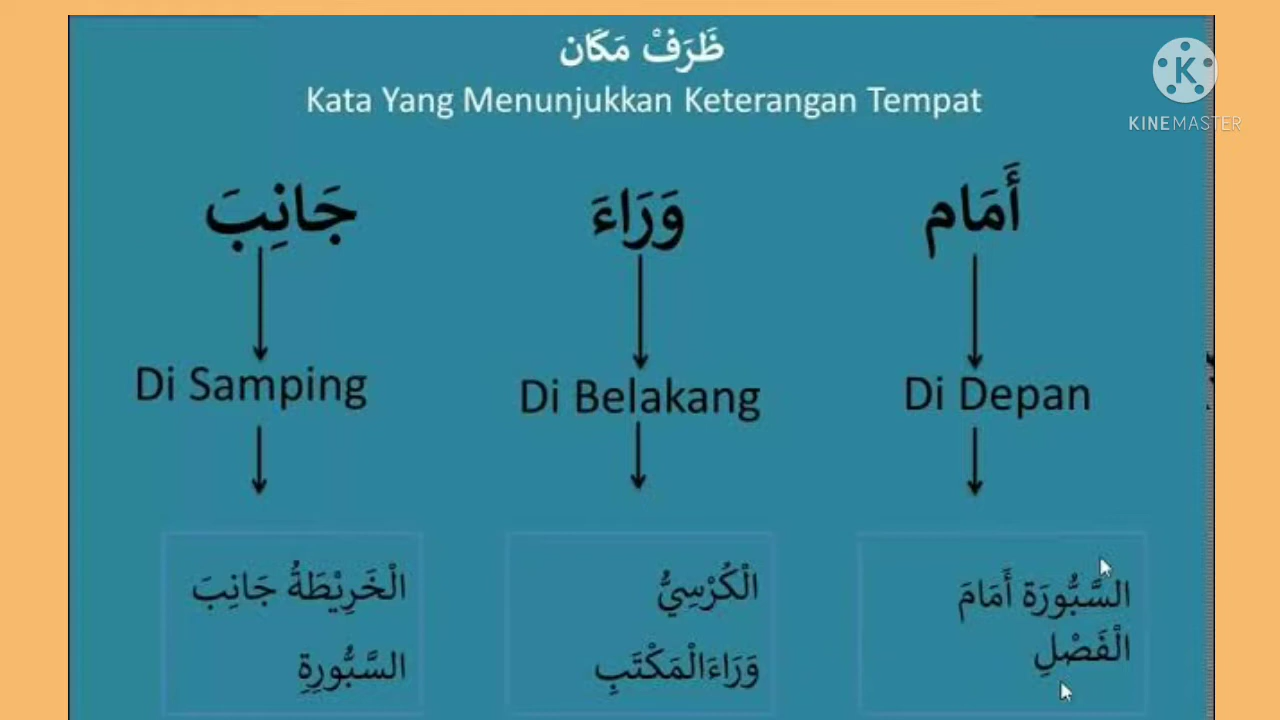 ظَرَفْ مَكَان
Kata Yang Menunjukkan Keterangan Tempat
KINEMASTER
أَمَام
وَرَاءَ
جَانِبَ
Di Depan
Di Belakang
Di Samping
السَّبُّورَة أَمَامَ
الْفَصْلِ
الْكُرْسِيُّ
وَرَاءَالْمَكْتَبِ
الْخَرِيْطَةُ جَانِبَ
السَّبُّورِةِ